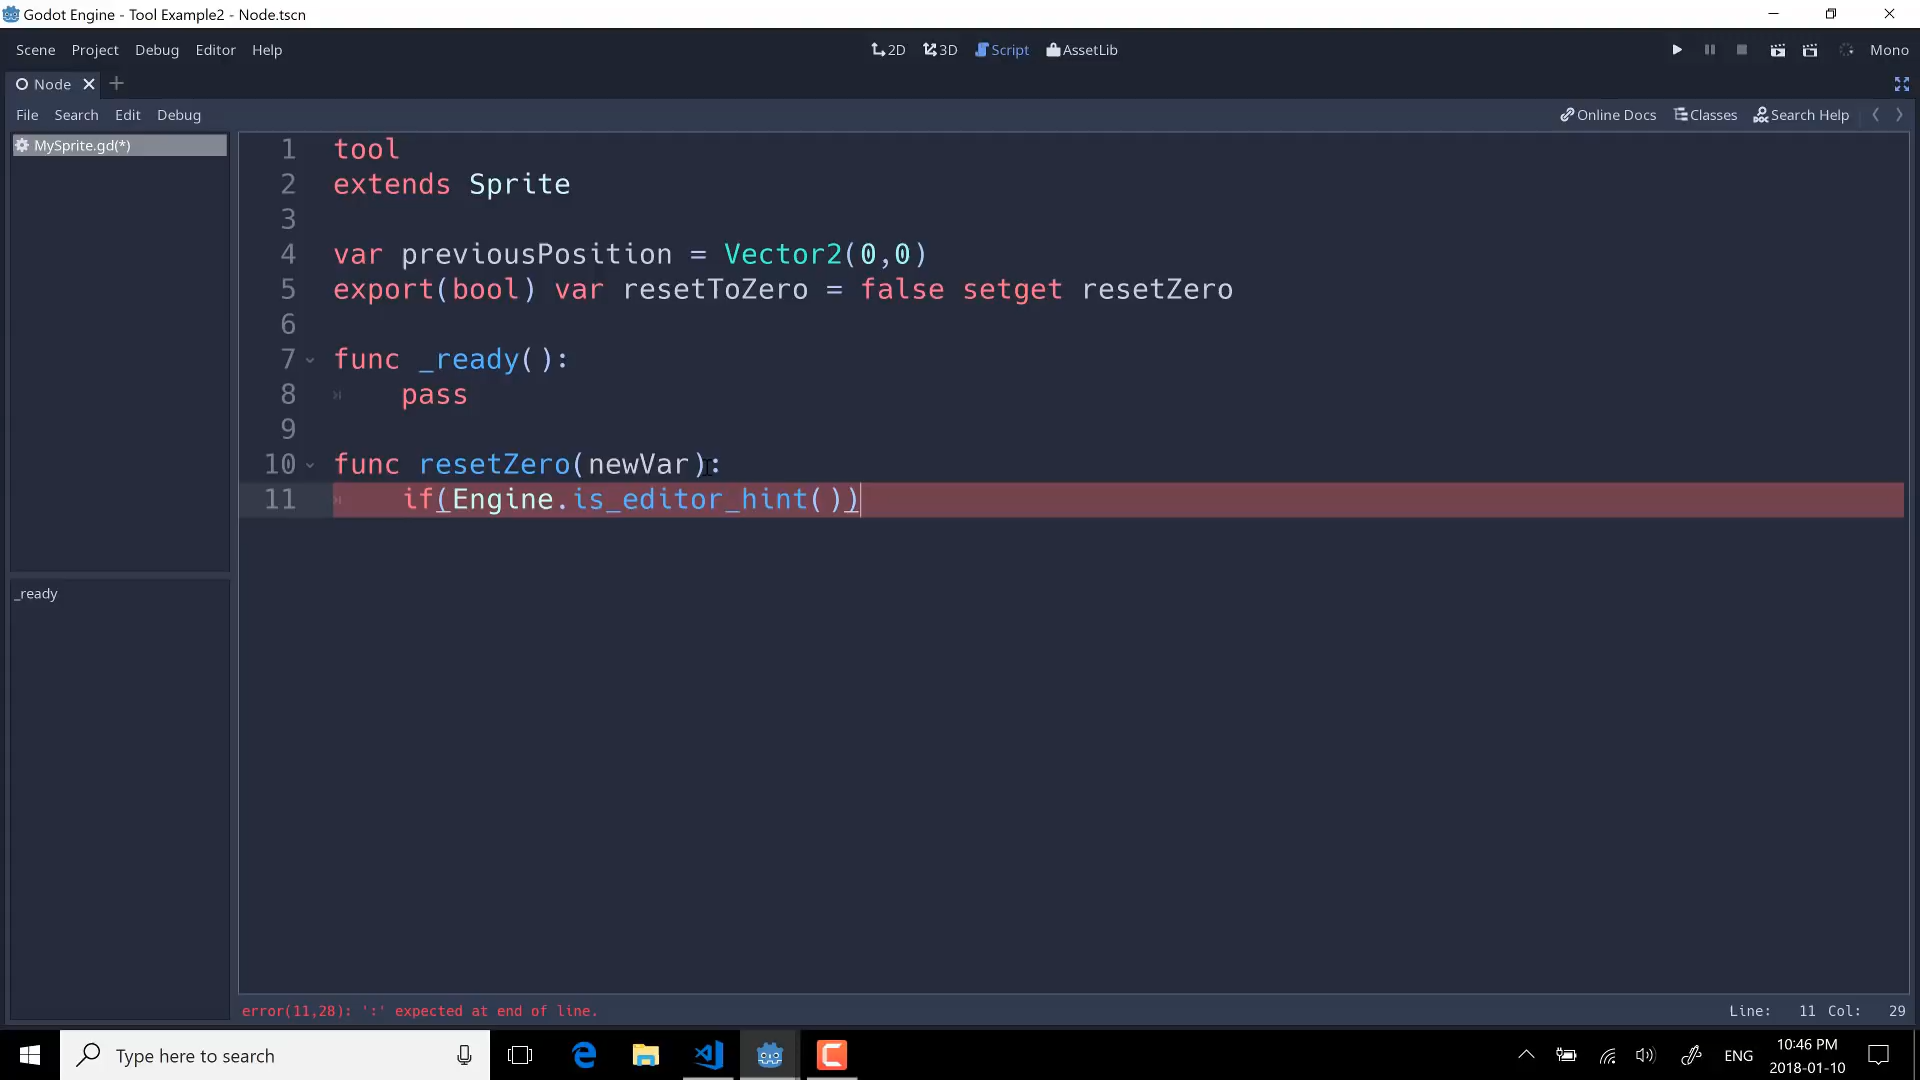 Godot Engine - Tool Example2 - Node.tscn
Scene Project Debug Editor Help 2D 3D Script AssetLib Mono
Node
File Search Edit Debug Online Docs Classes Search Help
MySprite.gd(*)
1 tool
2 extends Sprite
3
4 var previousPosition = Vector2(0,0)
5 export(bool) var resetToZero = false setget resetZero
6
7 func _ready():
8 pass
9
10 func resetZero(newVar):
11 if(Engine.is_editor_hint())
_ready
error(11,28): ':' expected at end of line. Line: 11 Col: 29
Type here to search ENG 10:46 PM
2018-01-10